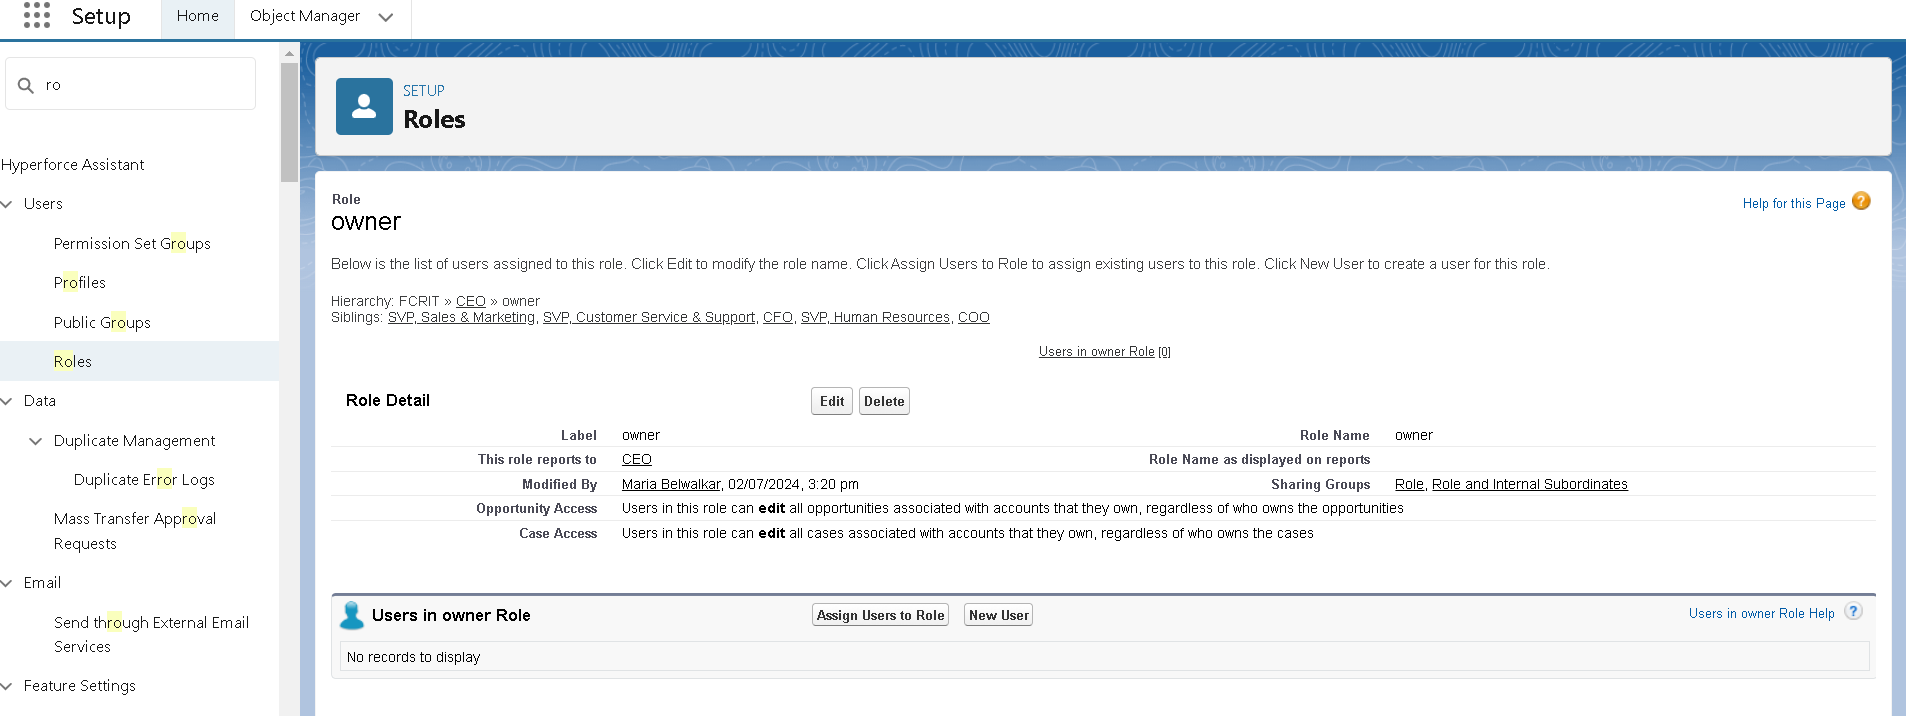 Setup
Home
Object Manager
ro
Hyperforce Assistant
Users
Permission Set Groups
Profiles
Public Groups
Roles
Data
Duplicate Management
Duplicate Error Logs
Mass Transfer Approval
Requests
Email
Send through External Email
Services
Feature Settings
SETUP
Roles
Role
owner
Help for this Page ?
Below is the list of users assigned to this role. Click Edit to modify the role name. Click Assign Users to Role to assign existing users to this role. Click New User to create a user for this role.
Hierarchy: FCRIT » CEO » owner
Siblings: SVP, Sales & Marketing, SVP, Customer Service & Support, CFO, SVP, Human Resources, COO
Users in owner Role [0]
Role Detail Edit Delete
Label owner Role Name owner
This role reports to CEO Role Name as displayed on reports
Modified By Maria Belwalkar, 02/07/2024, 3:20 pm Sharing Groups Role, Role and Internal Subordinates
Opportunity Access Users in this role can edit all opportunities associated with accounts that they own, regardless of who owns the opportunities
Case Access Users in this role can edit all cases associated with accounts that they own, regardless of who owns the cases
Users in owner Role Assign Users to Role New User Users in owner Role Help ?
No records to display